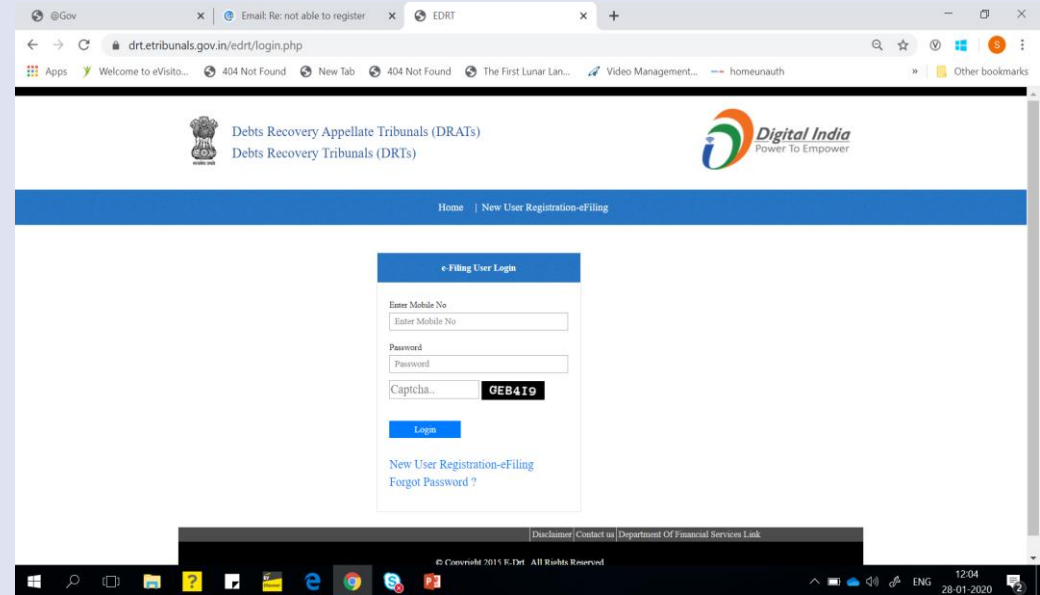 @Gov
Email: Re: not able to register
EDRT
drt.etribunals.gov.in/edrt/login.php
S
Apps
Welcome to eVisito...
404 Not Found
New Tab
404 Not Found
The First Lunar Lan...
Video Management...
homeunauth
»
Other bookmarks
Debts Recovery Appellate Tribunals (DRATs)
Debts Recovery Tribunals (DRTs)
Digital India
Power To Empower
Home | New User Registration-eFiling
e-Filing User Login
Enter Mobile No
Enter Mobile No
Password
Password
Captcha.. GEB4I9
Login
New User Registration-eFiling
Forgot Password ?
Disclaimer Contact us Department Of Financial Services Link
© Copyright 2015 E-Drt. All Rights Reserved
ENG
12:04
28-01-2020
2